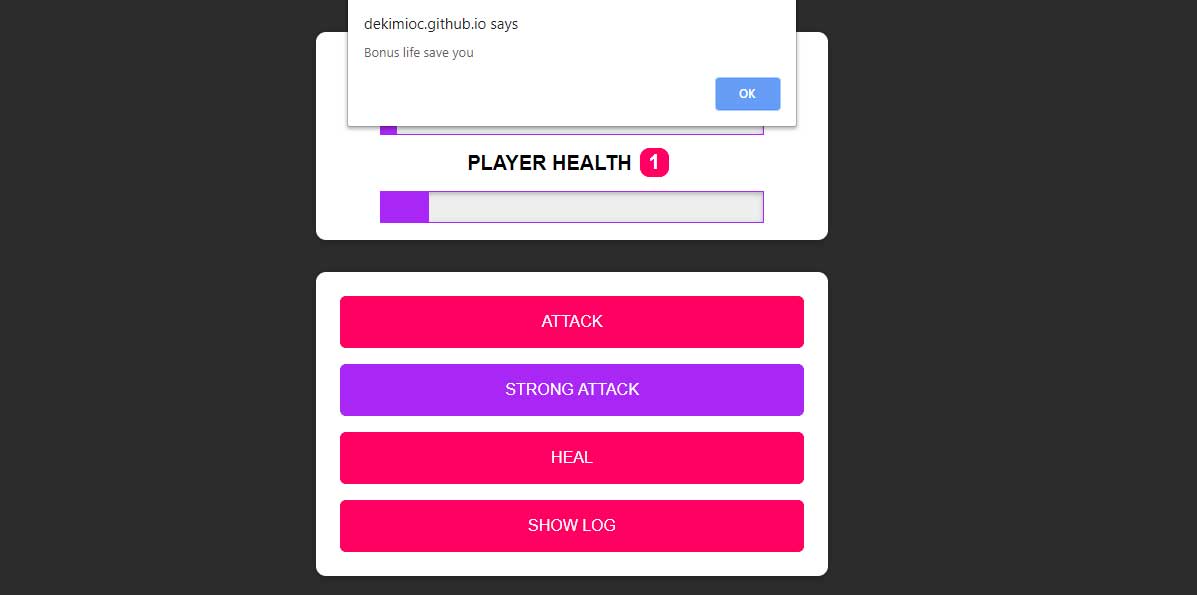 dekimioc.github.io says
Bonus life save you
OK
PLAYER HEALTH 1
ATTACK
STRONG ATTACK
HEAL
SHOW LOG